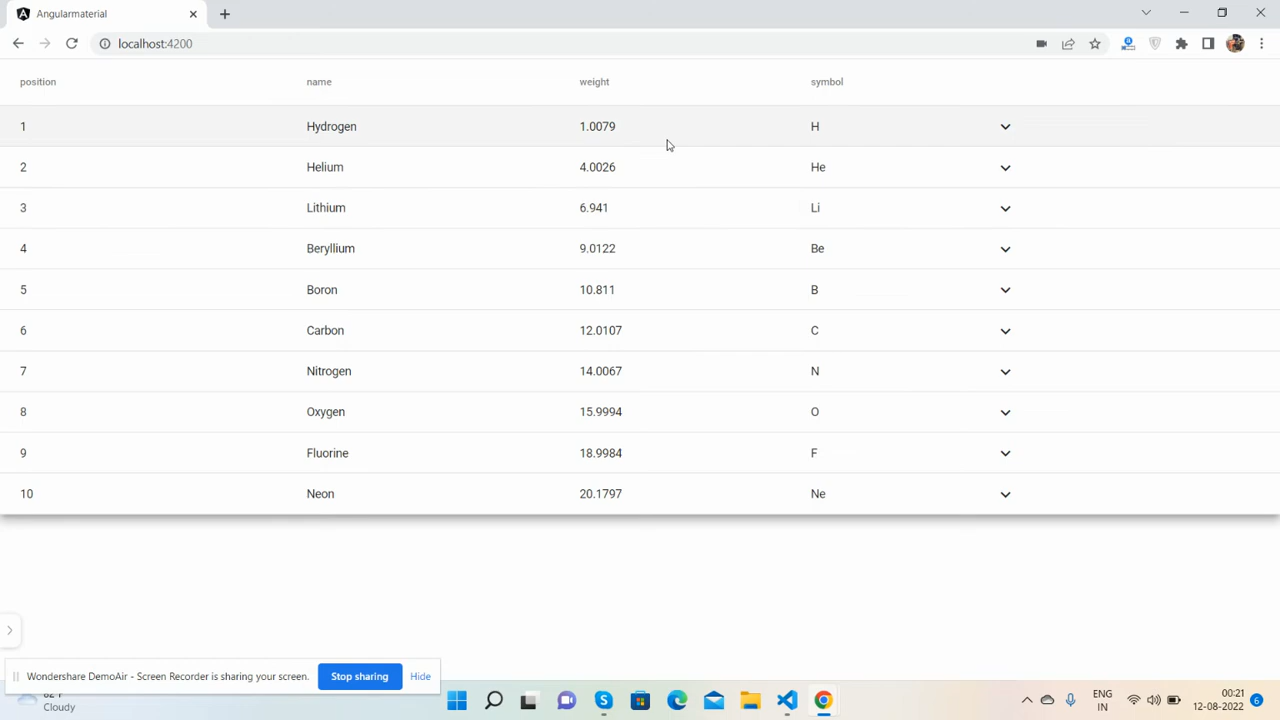 Angularmaterial
localhost:4200
position name weight symbol
1 Hydrogen 1.0079 H
2 Helium 4.0026 He
3 Lithium 6.941 Li
4 Beryllium 9.0122 Be
5 Boron 10.811 B
6 Carbon 12.0107 C
7 Nitrogen 14.0067 N
8 Oxygen 15.9994 O
9 Fluorine 18.9984 F
10 Neon 20.1797 Ne
Wondershare DemoAir - Screen Recorder is sharing your screen. Stop sharing Hide
Cloudy
ENG
IN
00:21
12-08-2022
6